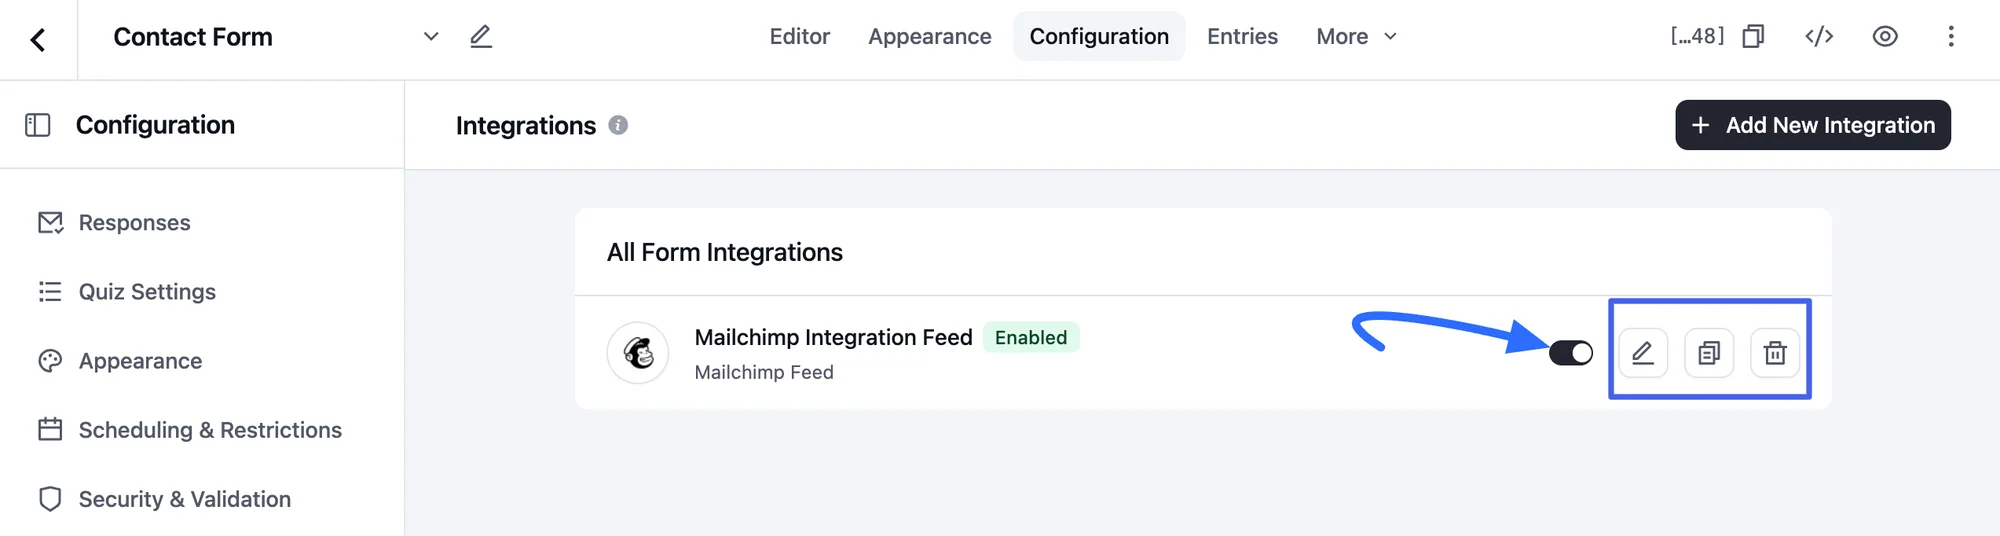 Contact Form
Editor Appearance Configuration Entries More
[...48]
Configuration
Integrations
+ Add New Integration
Responses
Quiz Settings
Appearance
Scheduling & Restrictions
Security & Validation
All Form Integrations
Mailchimp Integration Feed Enabled
Mailchimp Feed